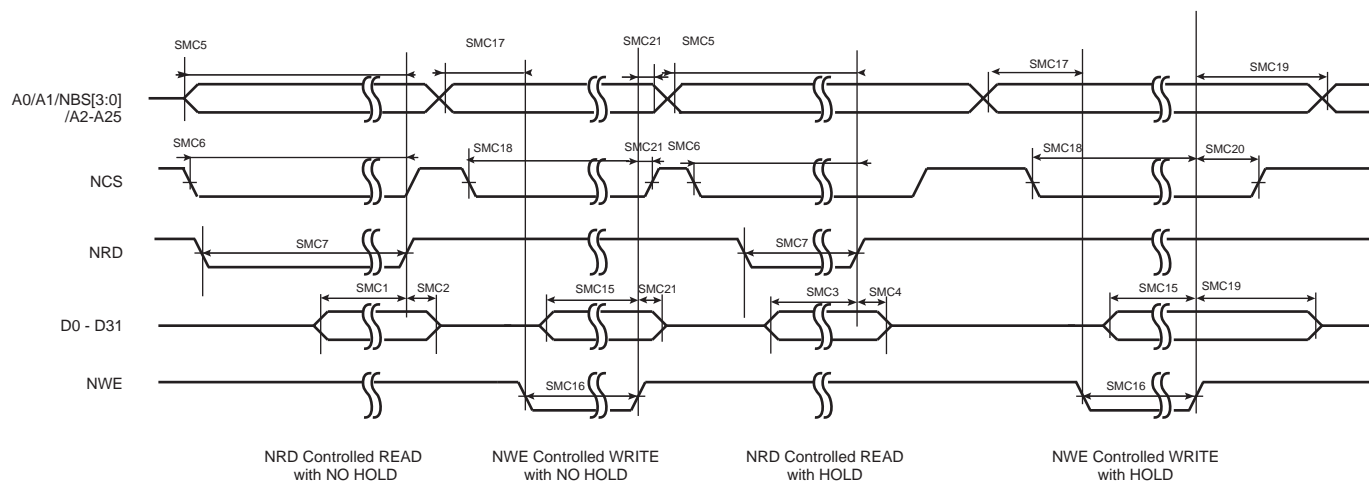 SMC5
SMC17
SMC21
SMC5
SMC17
SMC19
A0/A1/NBS[3:0]
/A2-A25
SMC6
SMC18
SMC21
SMC6
SMC18
SMC20
NCS
SMC7
SMC7
NRD
SMC1
SMC2
SMC15
SMC21
SMC3
SMC4
SMC15
SMC19
D0 - D31
SMC16
SMC16
NWE
NRD Controlled READ
with NO HOLD
NWE Controlled WRITE
with NO HOLD
NRD Controlled READ
with HOLD
NWE Controlled WRITE
with HOLD